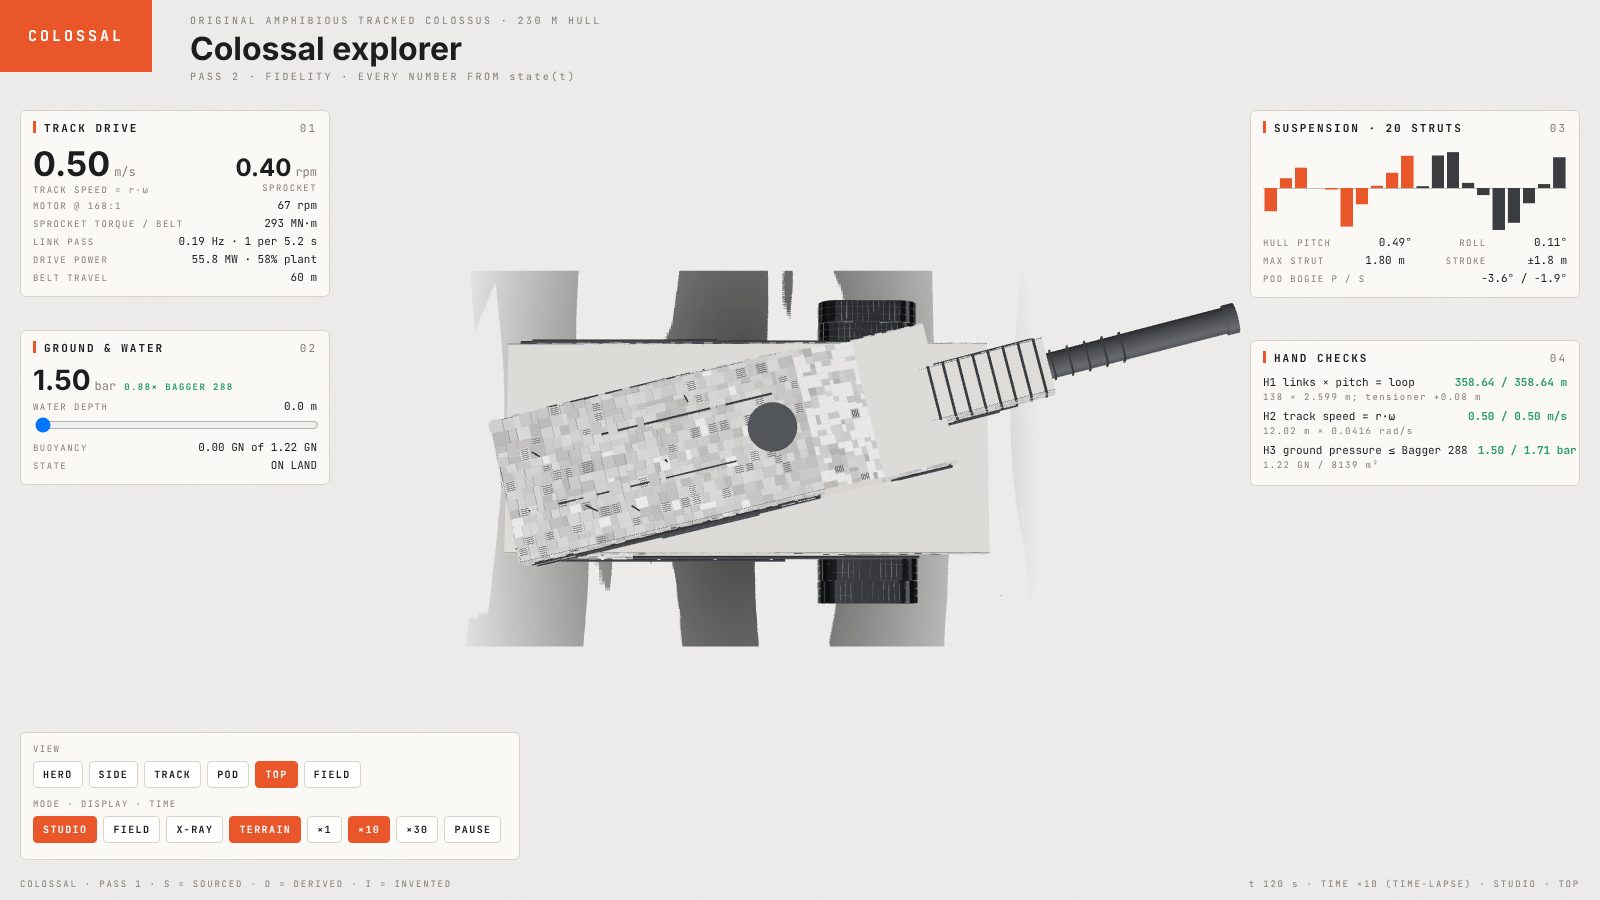 COLOSSAL
ORIGINAL AMPHIBIOUS TRACKED COLOSSUS · 230 M HULL
Colossal explorer
PASS 2 · FIDELITY · EVERY NUMBER FROM state(t)
TRACK DRIVE 01
0.50 m/s 0.40 rpm
TRACK SPEED = r·ω SPROCKET
MOTOR @ 168:1 67 rpm
SPROCKET TORQUE / BELT 293 MN·m
LINK PASS 0.19 Hz · 1 per 5.2 s
DRIVE POWER 55.8 MW · 58% plant
BELT TRAVEL 60 m
GROUND & WATER 02
1.50 bar 0.88× BAGGER 288
WATER DEPTH 0.0 m
BUOYANCY 0.00 GN of 1.22 GN
STATE ON LAND
SUSPENSION · 20 STRUTS 03
HULL PITCH 0.49° ROLL 0.11°
MAX STRUT 1.80 m STROKE ±1.8 m
POD BOGIE P / S -3.6° / -1.9°
HAND CHECKS 04
H1 links × pitch = loop 358.64 / 358.64 m
138 × 2.599 m; tensioner +0.08 m
H2 track speed = r·ω 0.50 / 0.50 m/s
12.02 m × 0.0416 rad/s
H3 ground pressure ≤ Bagger 288 1.50 / 1.71 bar
1.22 GN / 8139 m²
VIEW
HERO SIDE TRACK POD TOP FIELD
MODE · DISPLAY · TIME
STUDIO FIELD X-RAY TERRAIN ×1 ×10 ×30 PAUSE
COLOSSAL · PASS 1 · S = SOURCED · D = DERIVED · I = INVENTED
t 120 s · TIME ×10 (TIME-LAPSE) · STUDIO · TOP